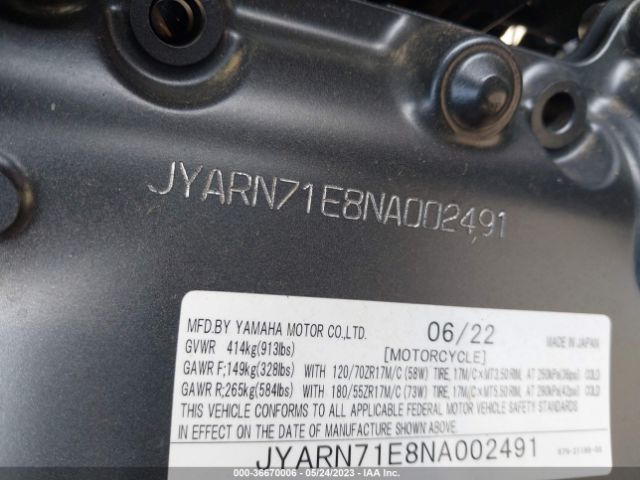 JYARN71E8NA002491
MFD.BY YAMAHA MOTOR CO.,LTD. 06/22 MADE IN JAPAN
GVWR 414kg(913lbs) [MOTORCYCLE]
GAWR F;149kg(328lbs) WITH 120/70ZR17M/C (58W) TIRE, 17M/C×MT3.50 RIM, AT 250kPa(36psi) COLD
GAWR R;265kg(584lbs) WITH 180/55ZR17M/C (73W) TIRE, 17M/C×MT5.50 RIM, AT 290kPa(42psi) COLD
THIS VEHICLE CONFORMS TO ALL APPLICABLE FEDERAL MOTOR VEHICLE SAFETY STANDARDS
IN EFFECT ON THE DATE OF MANUFACTURE SHOWN ABOVE.
JYARN71E8NA002491
000-36670006 - 05/24/2023 - IAA Inc.